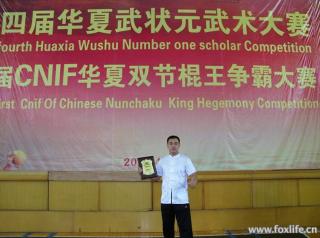 四届华夏武状元武术大赛
fourth Huaxia Wushu Number one scholar Competition
届CNIF华夏双节棍王争霸大赛
irst Cnif Of Chinese Nunchaku King Hegemony Competition
www.foxlife.cn